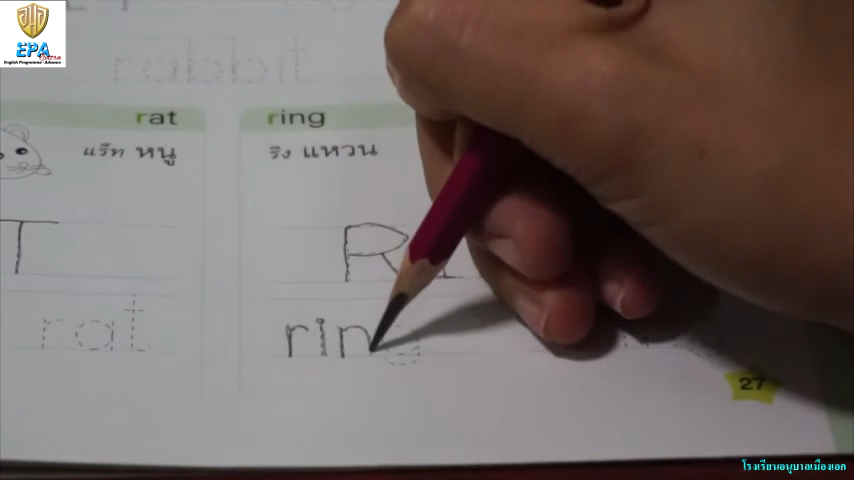 EPA
Extra
English Programme : Advance
rabbit
rat
ring
แร็ท หนู
ริง แหวน
T
R
rat
ring
27
โรงเรียนอนุบาลเมืองเอก